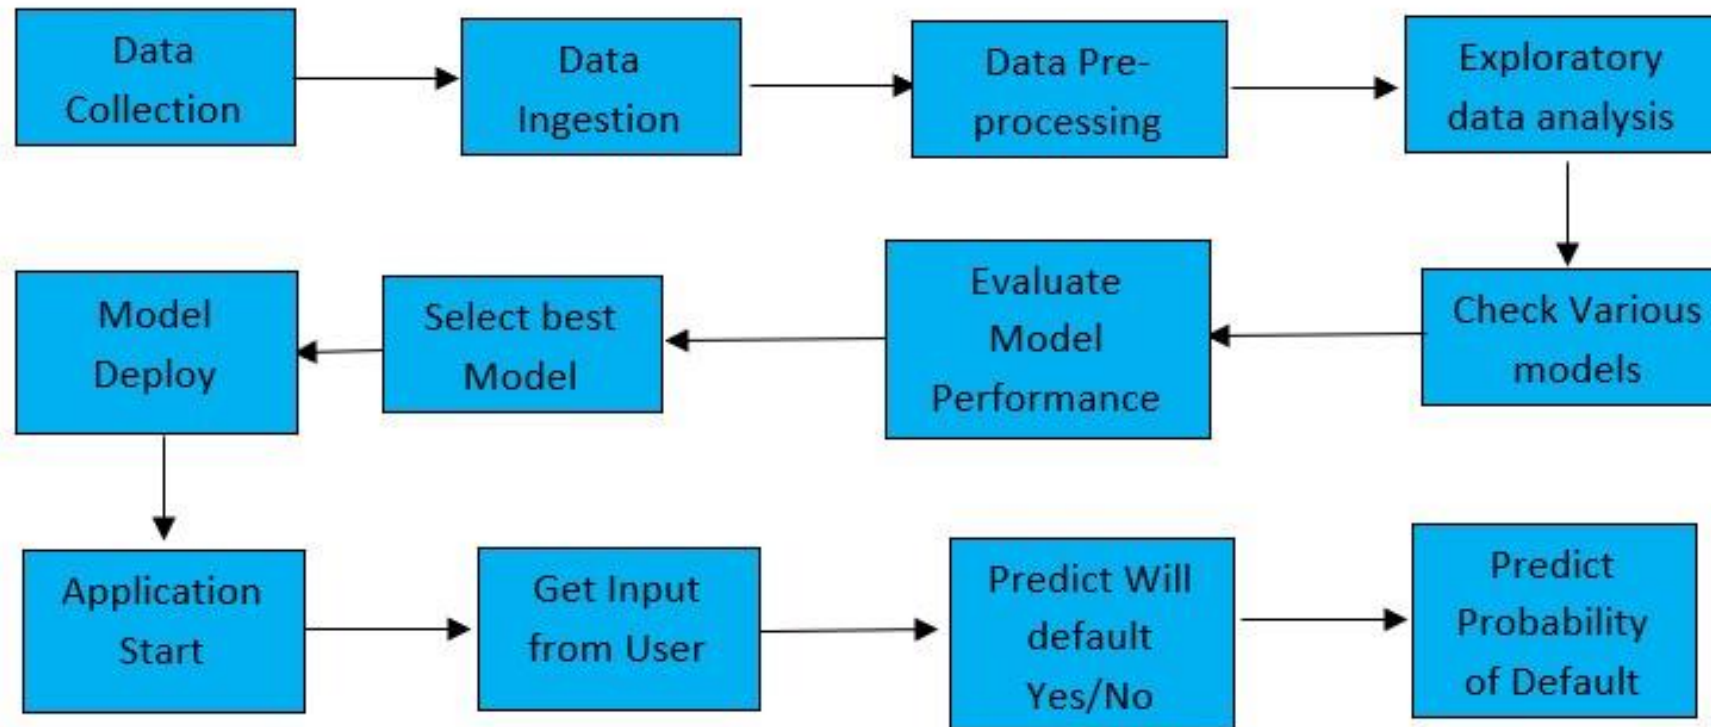 Data
Collection
Data
Ingestion
Data Pre-
processing
Exploratory
data analysis
Check Various
models
Evaluate
Model
Performance
Select best
Model
Model
Deploy
Application
Start
Get Input
from User
Predict Will
default
Yes/No
Predict
Probability
of Default